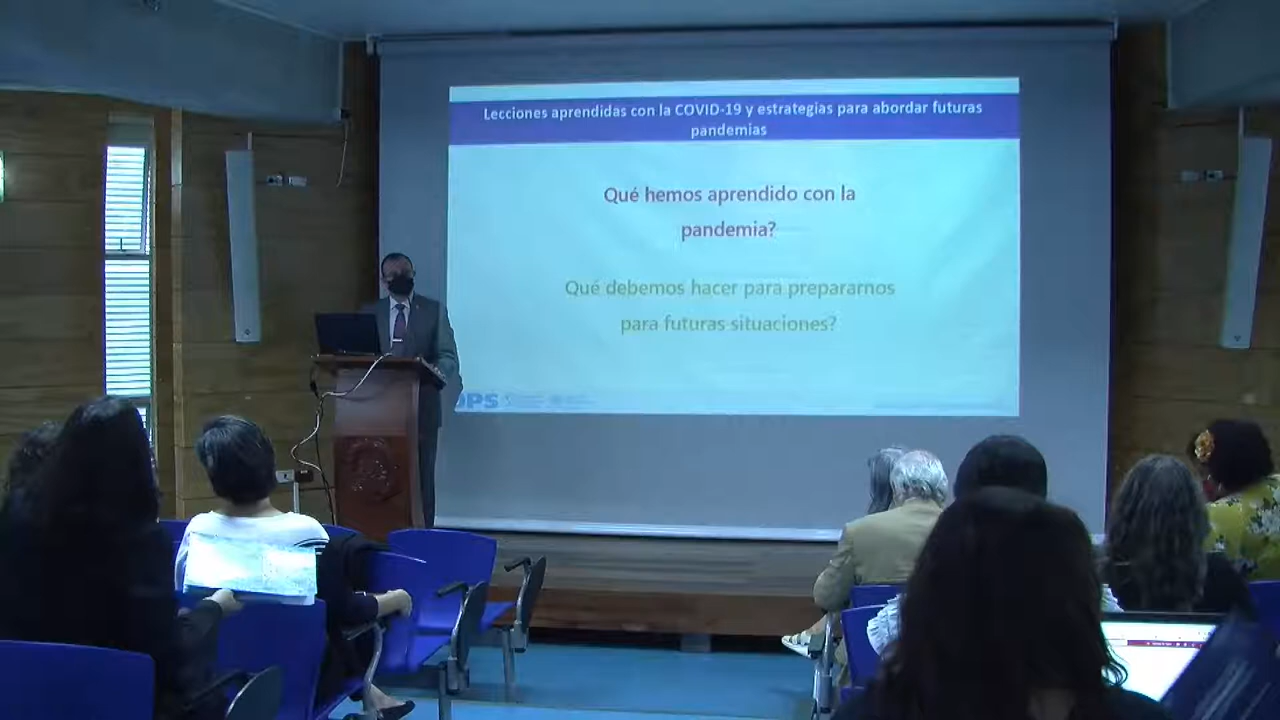 Lecciones aprendidas con la COVID-19 y estrategias para abordar futuras
pandemias
Qué hemos aprendido con la
pandemia?
Qué debemos hacer para prepararnos
para futuras situaciones?
OPS